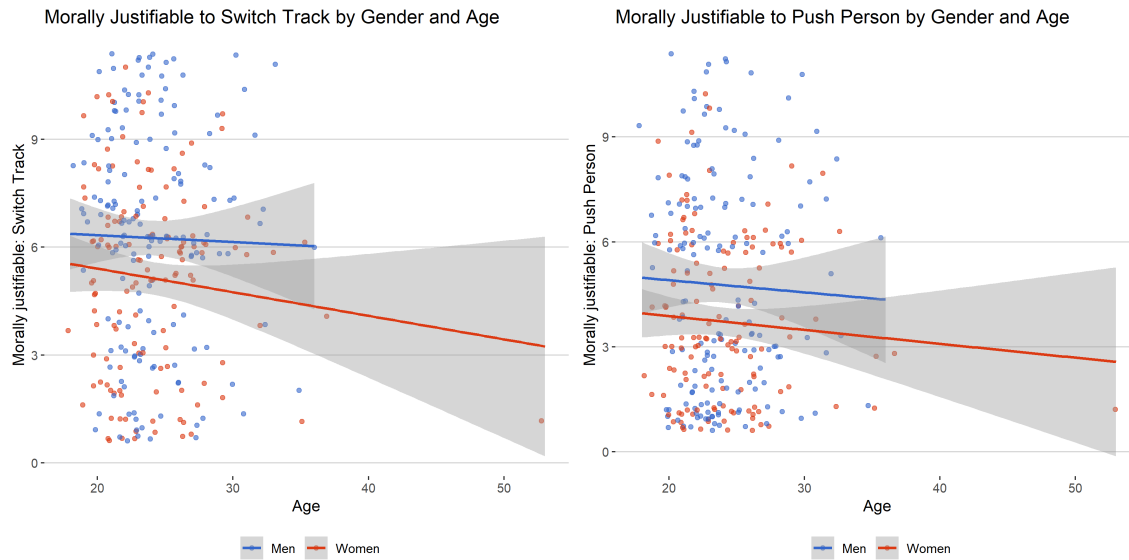 Morally Justifiable to Switch Track by Gender and Age
Morally justifiable: Switch Track
9
6
3
0
20
30
40
50
Age
Men
Women
Morally Justifiable to Push Person by Gender and Age
Morally justifiable: Push Person
9
6
3
0
20
30
40
50
Age
Men
Women